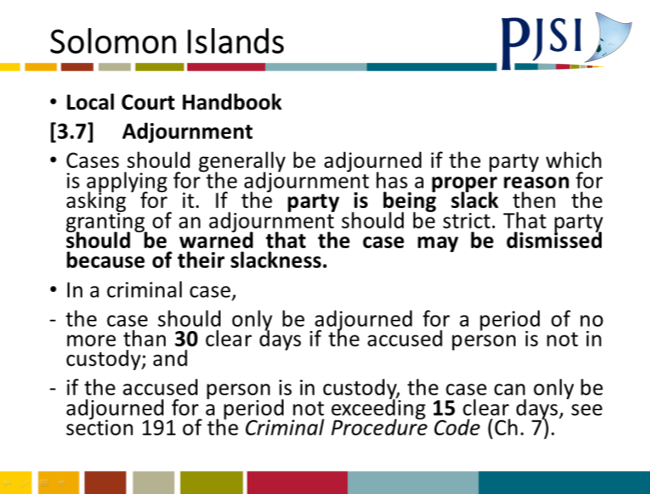 Solomon Islands
PJSI
• Local Court Handbook
[3.7] Adjournment
• Cases should generally be adjourned if the party which
is applying for the adjournment has a proper reason for
asking for it. If the party is being slack then the
granting of an adjournment should be strict. That party
should be warned that the case may be dismissed
because of their slackness.
• In a criminal case,
- the case should only be adjourned for a period of no
more than 30 clear days if the accused person is not in
custody; and
- if the accused person is in custody, the case can only be
adjourned for a period not exceeding 15 clear days, see
section 191 of the Criminal Procedure Code (Ch. 7).